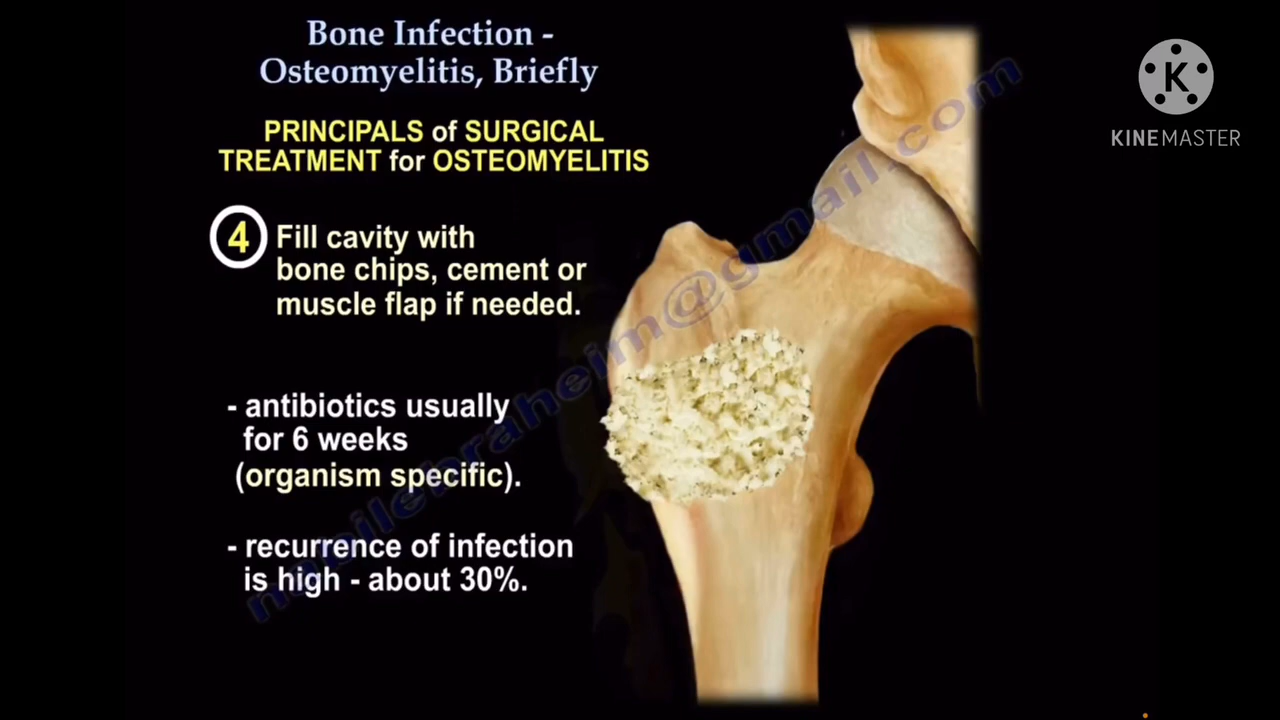 Bone Infection -
Osteomyelitis, Briefly
PRINCIPALS of SURGICAL
TREATMENT for OSTEOMYELITIS
4 Fill cavity with
bone chips, cement or
muscle flap if needed.
- antibiotics usually
for 6 weeks
(organism specific).
- recurrence of infection
is high - about 30%.
K
KINEMASTER